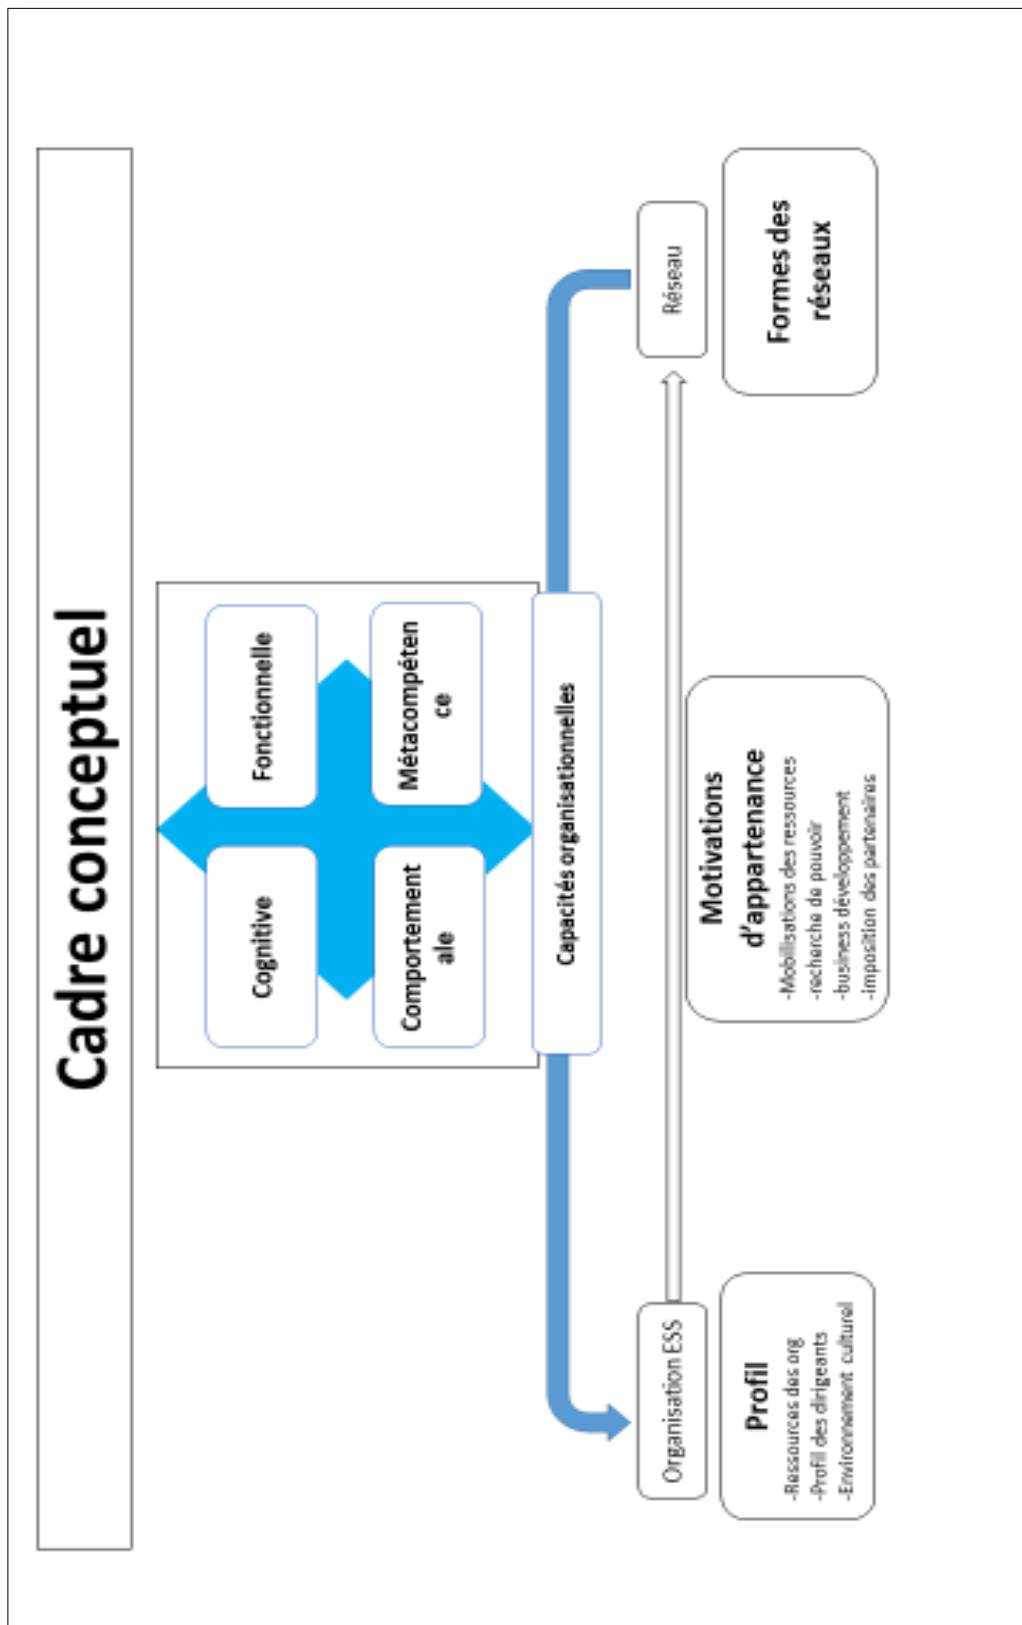 Cadre conceptuel
Cognitive
Fonctionnelle
Comportement
ale
Métacompéten
ce
Capacités organisationnelles
Organisation ESS
Réseau
Profil
-Ressources des org
-Profil des dirigeants
-Environnement culturel
Motivations
d'appartenance
-Mobilisations des ressources
-recherche de pouvoir
-business développement
-imposition des partenaires
Formes des
réseaux